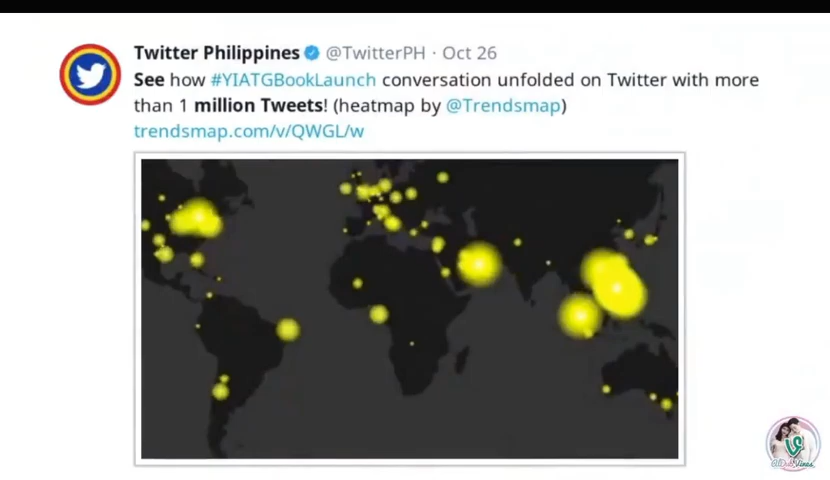 Twitter Philippines @TwitterPH · Oct 26
See how #YIATGBookLaunch conversation unfolded on Twitter with more
than 1 million Tweets! (heatmap by @Trendsmap)
trendsmap.com/v/QWGL/w